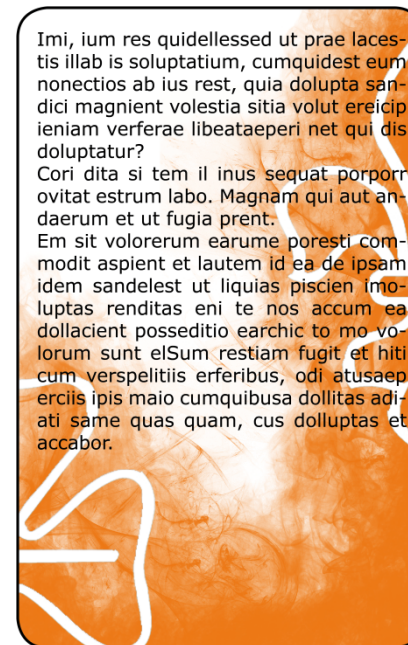 Imi, ium res quidellessed ut prae laces-
tis illab is soluptatium, cumquidest eum
nonectios ab ius rest, quia dolupta san-
dici magnient volestia sitia volut ereicip
ieniam verferae libeataeperi net qui dis
doluptatur?
Cori dita si tem il inus sequat porporr
ovitat estrum labo. Magnam qui aut an-
daerum et ut fugia prent.
Em sit volorerum earume poresti com-
modit aspient et lautem id ea de ipsam
idem sandelest ut liquias piscien imo-
luptas renditas eni te nos accum ea
dollacient posseditio earchic to mo vo-
lorum sunt elSum restiam fugit et hiti
cum verspelitiis erferibus, odi atusaep
erciis ipis maio cumquibusa dollitas adi-
ati same quas quam, cus dolluptas et
accabor.